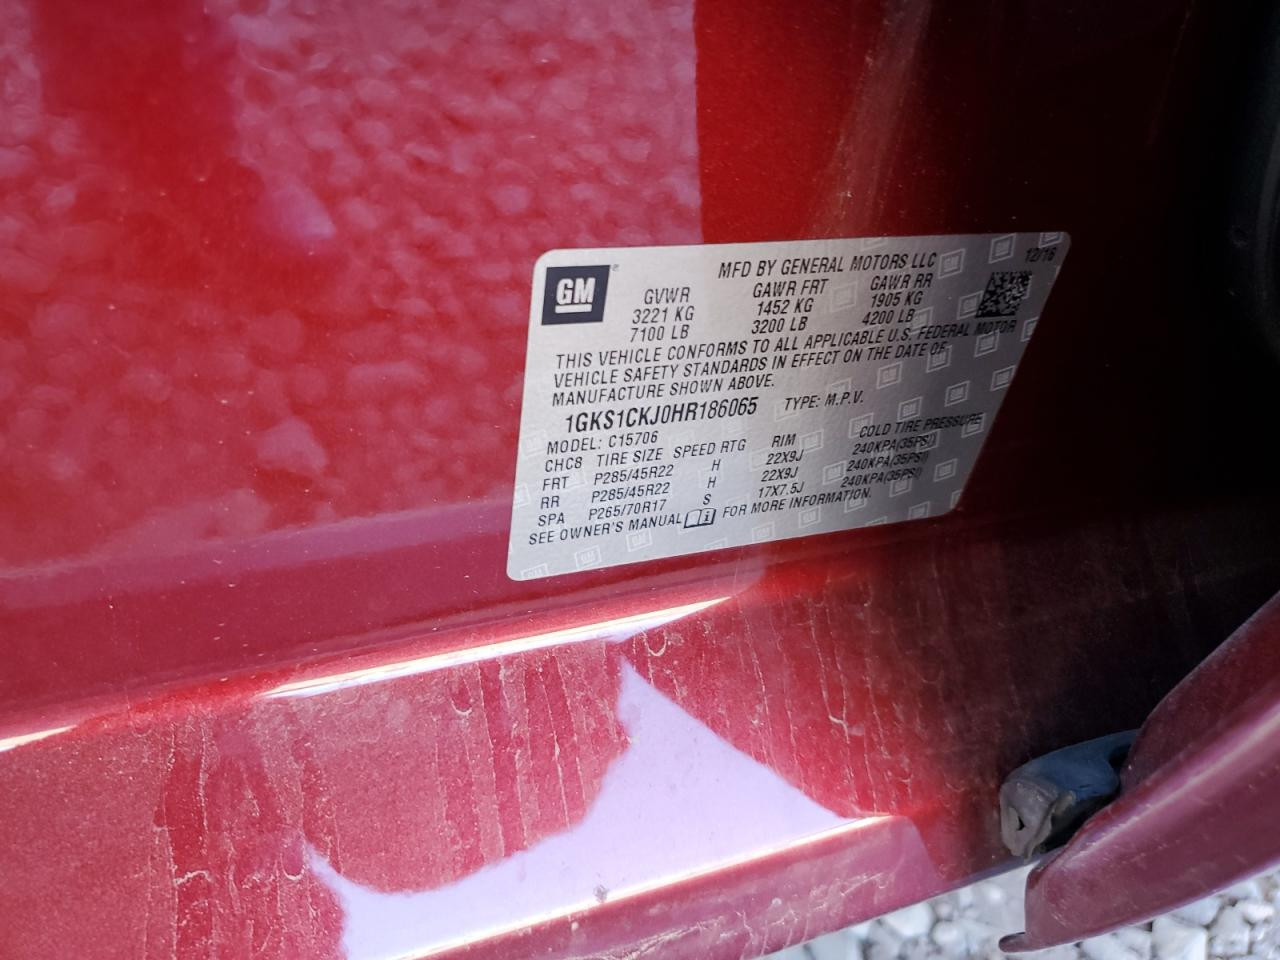 GM
MFD BY GENERAL MOTORS LLC 12/16
GVWR GAWR FRT GAWR RR
3221 KG 1452 KG 1905 KG
7100 LB 3200 LB 4200 LB
THIS VEHICLE CONFORMS TO ALL APPLICABLE U.S. FEDERAL MOTOR
VEHICLE SAFETY STANDARDS IN EFFECT ON THE DATE OF
MANUFACTURE SHOWN ABOVE.
1GKS1CKJ0HR186065 TYPE: M.P.V.
MODEL: C15706
CHC8 TIRE SIZE SPEED RTG RIM COLD TIRE PRESSURE
FRT P285/45R22 H 22X9J 240KPA(35PSI)
RR P285/45R22 H 22X9J 240KPA(35PSI)
SPA P265/70R17 S 17X7.5J 240KPA(35PSI)
SEE OWNER'S MANUAL FOR MORE INFORMATION.